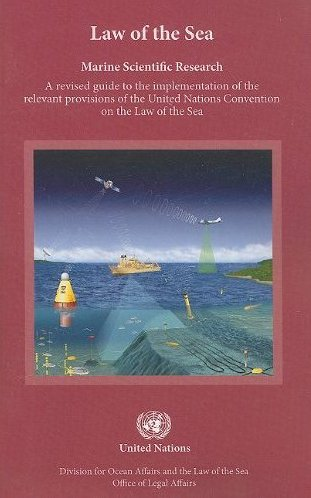 Law of the Sea
Marine Scientific Research
A revised guide to the implementation of the
relevant provisions of the United Nations Convention
on the Law of the Sea
United Nations
Division for Ocean Affairs and the Law of the Sea
Office of Legal Affairs